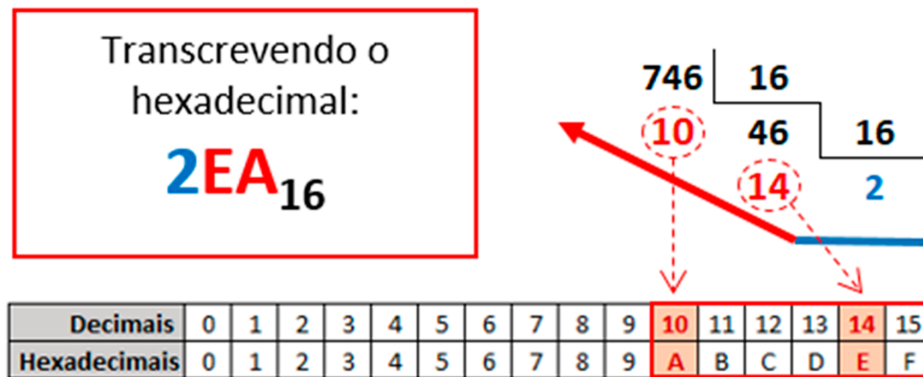 Transcrevendo o
hexadecimal:
2EA16
746 16
10 46 16
14 2
Decimais 0 1 2 3 4 5 6 7 8 9 10 11 12 13 14 15
Hexadecimais 0 1 2 3 4 5 6 7 8 9 A B C D E F